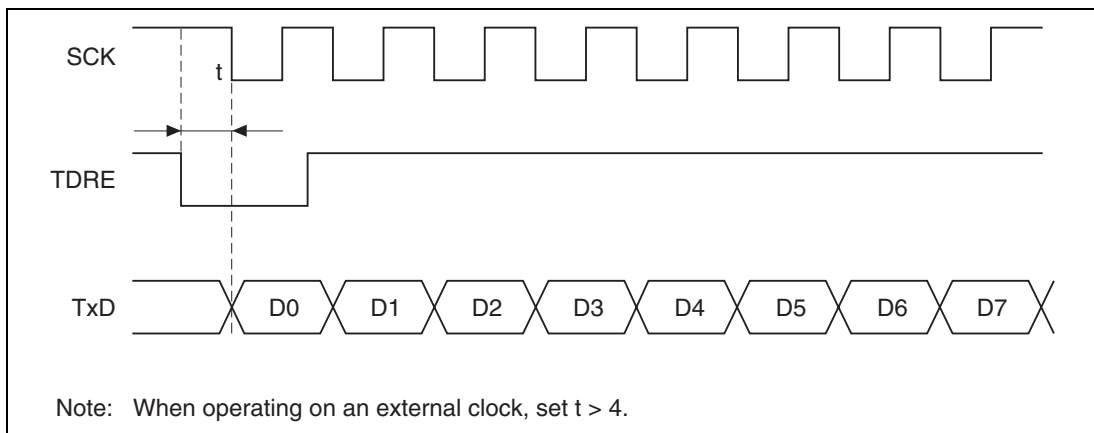 SCK
t
TDRE
TxD D0 D1 D2 D3 D4 D5 D6 D7
Note: When operating on an external clock, set t > 4.